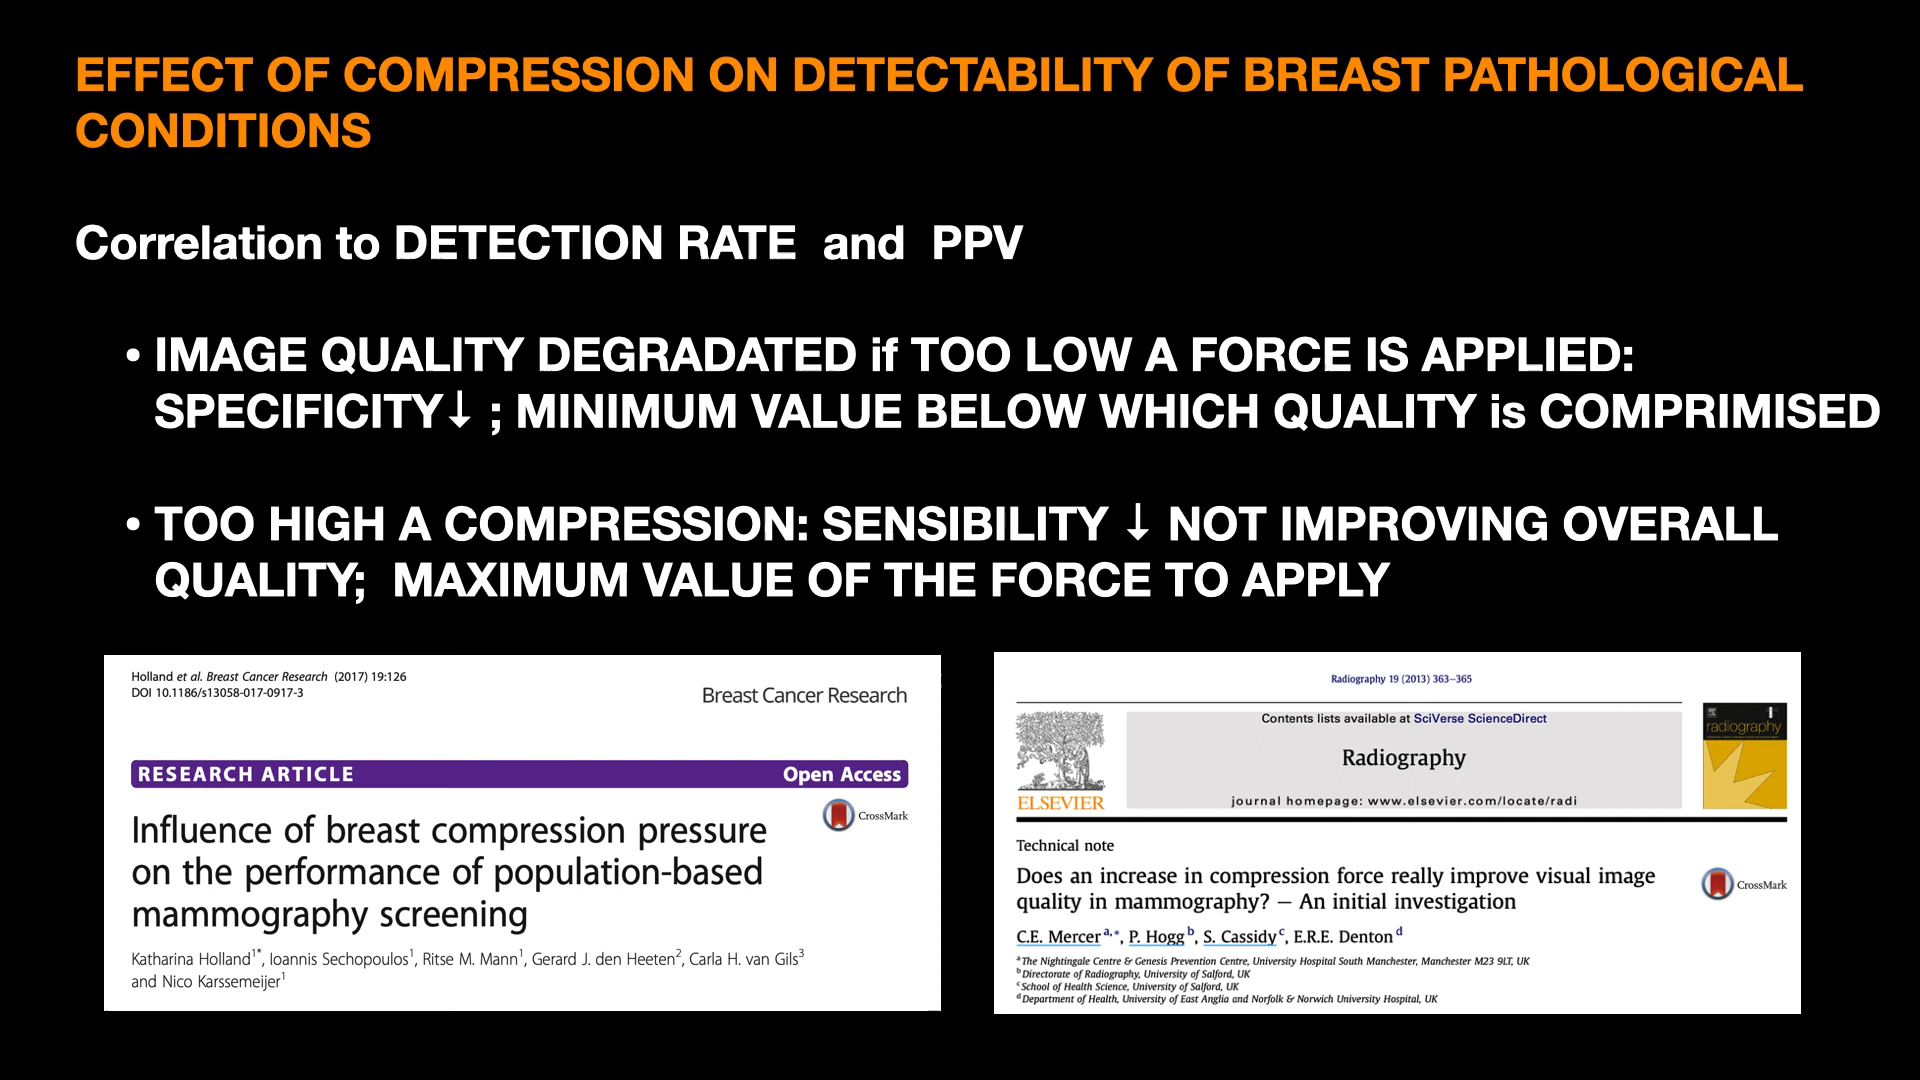 EFFECT OF COMPRESSION ON DETECTABILITY OF BREAST PATHOLOGICAL
CONDITIONS
Correlation to DETECTION RATE and PPV
• IMAGE QUALITY DEGRADATED if TOO LOW A FORCE IS APPLIED:
SPECIFICITY↓ ; MINIMUM VALUE BELOW WHICH QUALITY is COMPRIMISED
• TOO HIGH A COMPRESSION: SENSIBILITY ↓ NOT IMPROVING OVERALL
QUALITY; MAXIMUM VALUE OF THE FORCE TO APPLY
Holland et al. Breast Cancer Research (2017) 19:126
DOI 10.1186/s13058-017-0917-3
Breast Cancer Research
RESEARCH ARTICLE
Open Access
CrossMark
Influence of breast compression pressure
on the performance of population-based
mammography screening
Katharina Holland1*, Ioannis Sechopoulos1, Ritse M. Mann1, Gerard J. den Heeten2, Carla H. van Gils3
and Nico Karssemeijer1
Radiography 19 (2013) 363–365
Contents lists available at SciVerse ScienceDirect
Radiography
journal homepage: www.elsevier.com/locate/radi
ELSEVIER
radiography
Technical note
Does an increase in compression force really improve visual image
quality in mammography? – An initial investigation
CrossMark
C.E. Mercer a,*, P. Hogg b, S. Cassidy c, E.R.E. Denton d
a The Nightingale Centre & Genesis Prevention Centre, University Hospital South Manchester, Manchester M23 9LT, UK
b Directorate of Radiography, University of Salford, UK
c School of Health Science, University of Salford, UK
d Department of Health, University of East Anglia and Norfolk & Norwich University Hospital, UK